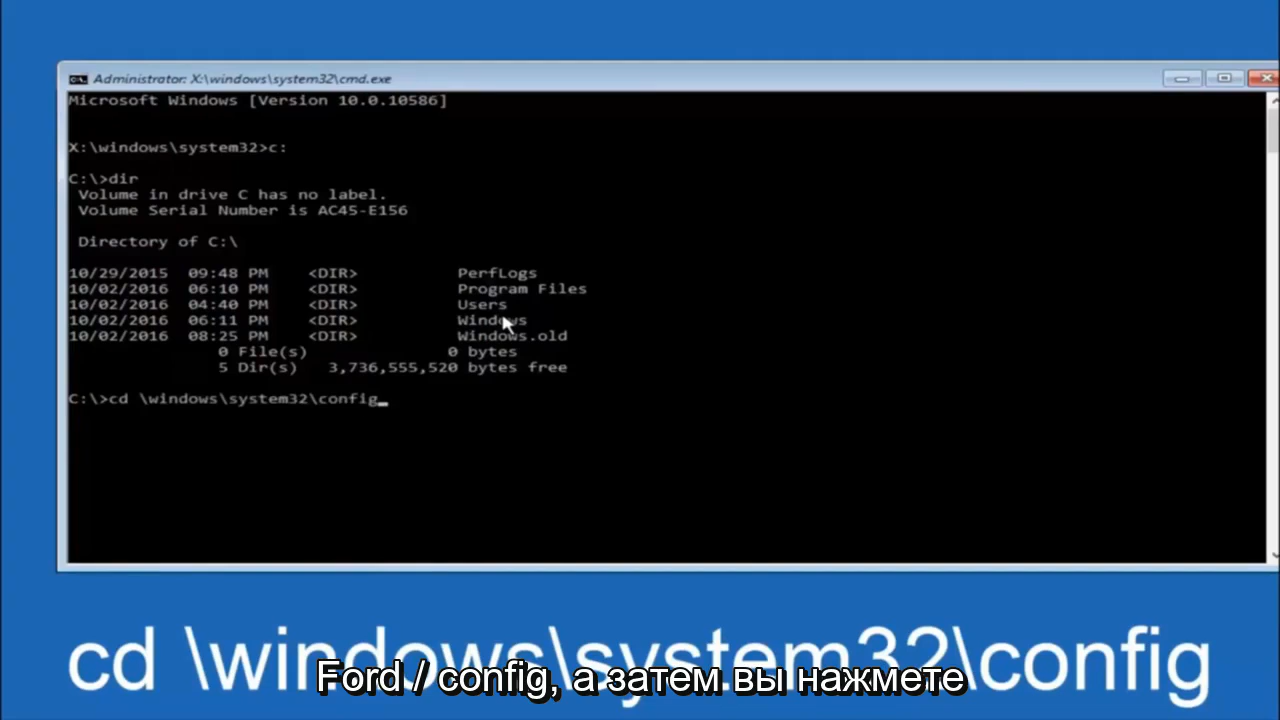 Administrator: X:\windows\system32\cmd.exe
Microsoft Windows [Version 10.0.10586]
X:\windows\system32>c:
C:\>dir
Volume in drive C has no label.
Volume Serial Number is AC45-E156
Directory of C:\
10/29/2015  09:48 PM    <DIR>          PerfLogs
10/02/2016  06:10 PM    <DIR>          Program Files
10/02/2016  04:40 PM    <DIR>          Users
10/02/2016  06:11 PM    <DIR>          Windows
10/02/2016  08:25 PM    <DIR>          Windows.old
0 File(s)              0 bytes
5 Dir(s)   3,736,555,520 bytes free
C:\>cd \windows\system32\config_
cd \windows\system32\config
Ford / config, а затем вы нажмете